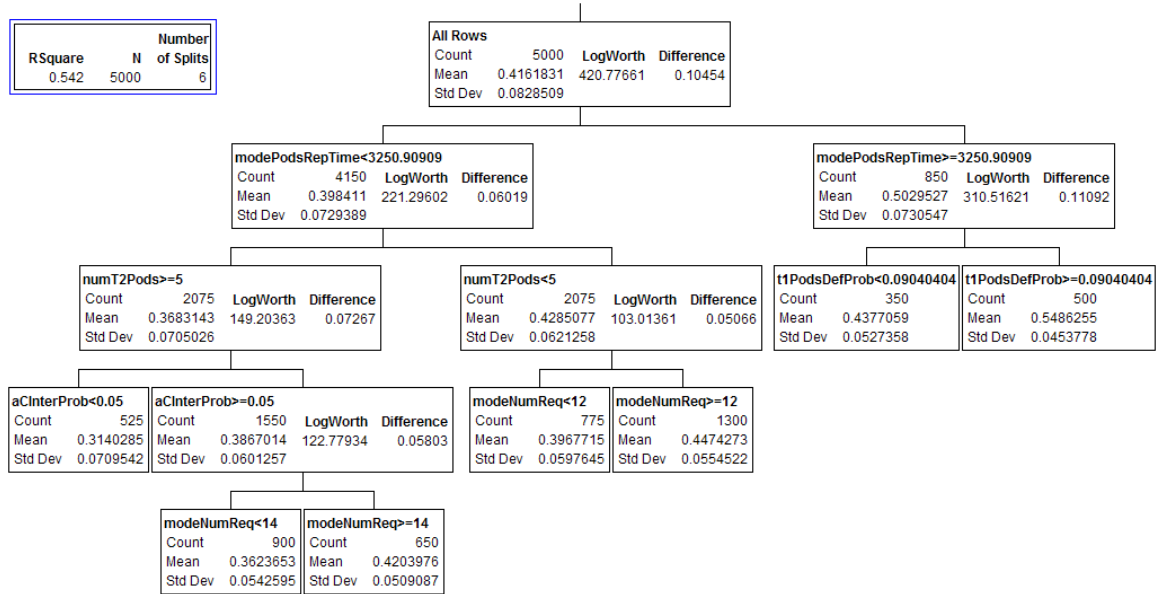 Number
RSquare N of Splits
0.542 5000 6
All Rows
Count 5000 LogWorth Difference
Mean 0.4161831 420.77661 0.10454
Std Dev 0.0828509
modePodsRepTime<3250.90909
Count 4150 LogWorth Difference
Mean 0.398411 221.29602 0.06019
Std Dev 0.0729389
modePodsRepTime>=3250.90909
Count 850 LogWorth Difference
Mean 0.5029527 310.51621 0.11092
Std Dev 0.0730547
numT2Pods>=5
Count 2075 LogWorth Difference
Mean 0.3683143 149.20363 0.07267
Std Dev 0.0705026
numT2Pods<5
Count 2075 LogWorth Difference
Mean 0.4285077 103.01361 0.05066
Std Dev 0.0621258
t1PodsDefProb<0.09040404
Count 350
Mean 0.4377059
Std Dev 0.0527358
t1PodsDefProb>=0.09040404
Count 500
Mean 0.5486255
Std Dev 0.0453778
aCInterProb<0.05
Count 525
Mean 0.3140285
Std Dev 0.0709542
aCInterProb>=0.05
Count 1550 LogWorth Difference
Mean 0.3867014 122.77934 0.05803
Std Dev 0.0601257
modeNumReq<12
Count 775
Mean 0.3967715
Std Dev 0.0597645
modeNumReq>=12
Count 1300
Mean 0.4474273
Std Dev 0.0554522
modeNumReq<14
Count 900
Mean 0.3623653
Std Dev 0.0542595
modeNumReq>=14
Count 650
Mean 0.4203976
Std Dev 0.0509087